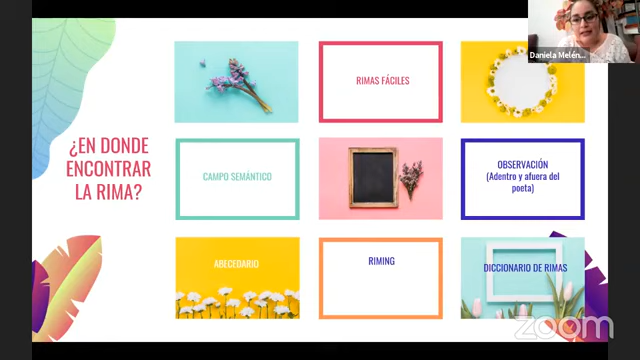 Daniela Melén...
¿EN DONDE
ENCONTRAR
LA RIMA?
RIMAS FÁCILES
CAMPO SEMÁNTICO
OBSERVACIÓN
(Adentro y afuera del
poeta)
ABECEDARIO
RIMING
DICCIONARIO DE RIMAS
zoom